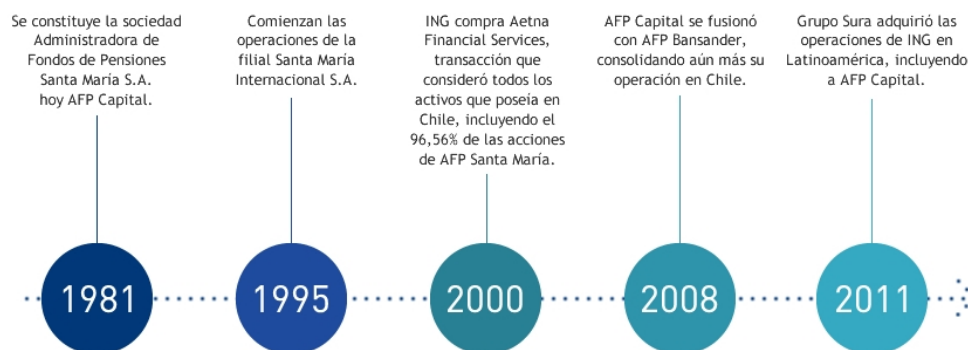 Se constituye la sociedad
Administradora de
Fondos de Pensiones
Santa María S.A.
hoy AFP Capital.
Comienzan las
operaciones de la
filial Santa María
Internacional S.A.
ING compra Aetna
Financial Services,
transacción que
consideró todos los
activos que poseía en
Chile, incluyendo el
96,56% de las acciones
de AFP Santa María.
AFP Capital se fusionó
con AFP Bansander,
consolidando aún más su
operación en Chile.
Grupo Sura adquirió las
operaciones de ING en
Latinoamérica, incluyendo
a AFP Capital.
1981
1995
2000
2008
2011